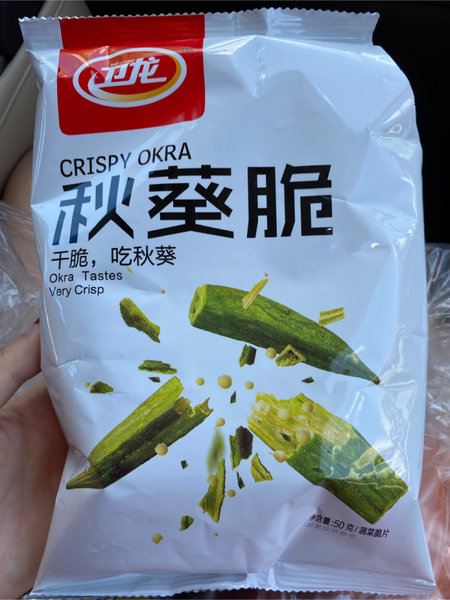 卫龙
CRISPY OKRA
秋葵脆
干脆，吃秋葵
Okra Tastes
Very Crisp
净含量:50克/蔬菜脆片